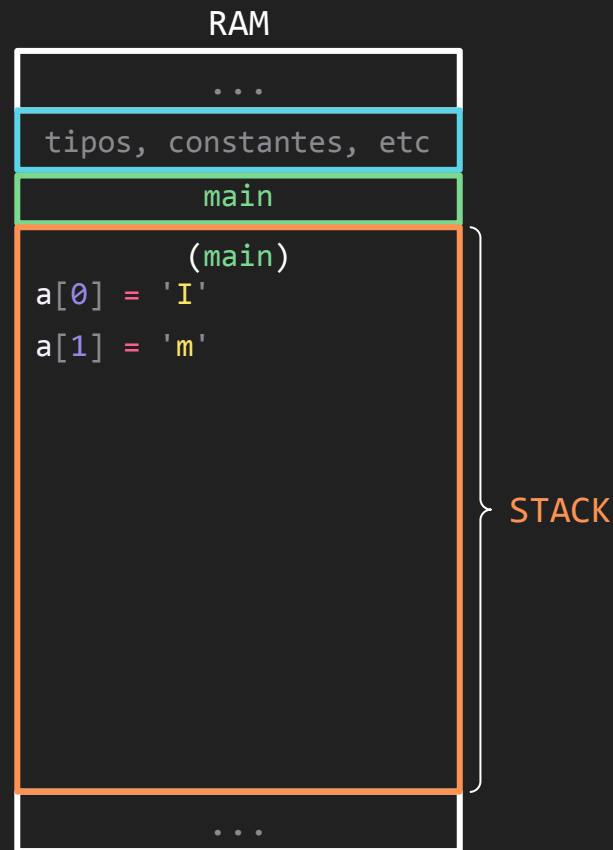 RAM
...
tipos, constantes, etc
main
(main)
a[0] = 'I'
a[1] = 'm'
STACK
...